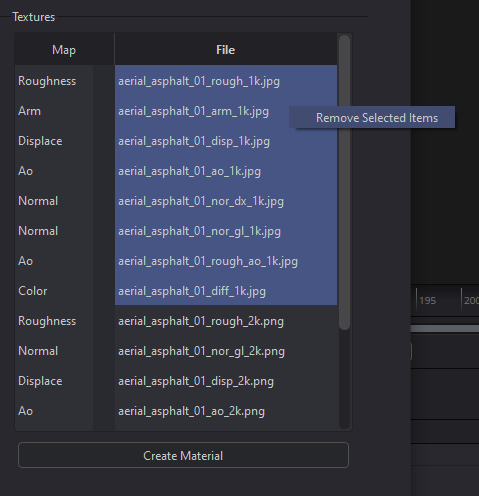 Textures
Map File
Roughness aerial_asphalt_01_rough_1k.jpg
Arm aerial_asphalt_01_arm_1k.jpg
Remove Selected Items
Displace aerial_asphalt_01_disp_1k.jpg
Ao aerial_asphalt_01_ao_1k.jpg
Normal aerial_asphalt_01_nor_dx_1k.jpg
Normal aerial_asphalt_01_nor_gl_1k.jpg
Ao aerial_asphalt_01_rough_ao_1k.jpg
Color aerial_asphalt_01_diff_1k.jpg
195 200
Roughness aerial_asphalt_01_rough_2k.png
Normal aerial_asphalt_01_nor_gl_2k.png
Displace aerial_asphalt_01_disp_2k.png
Ao aerial_asphalt_01_ao_2k.png
Create Material